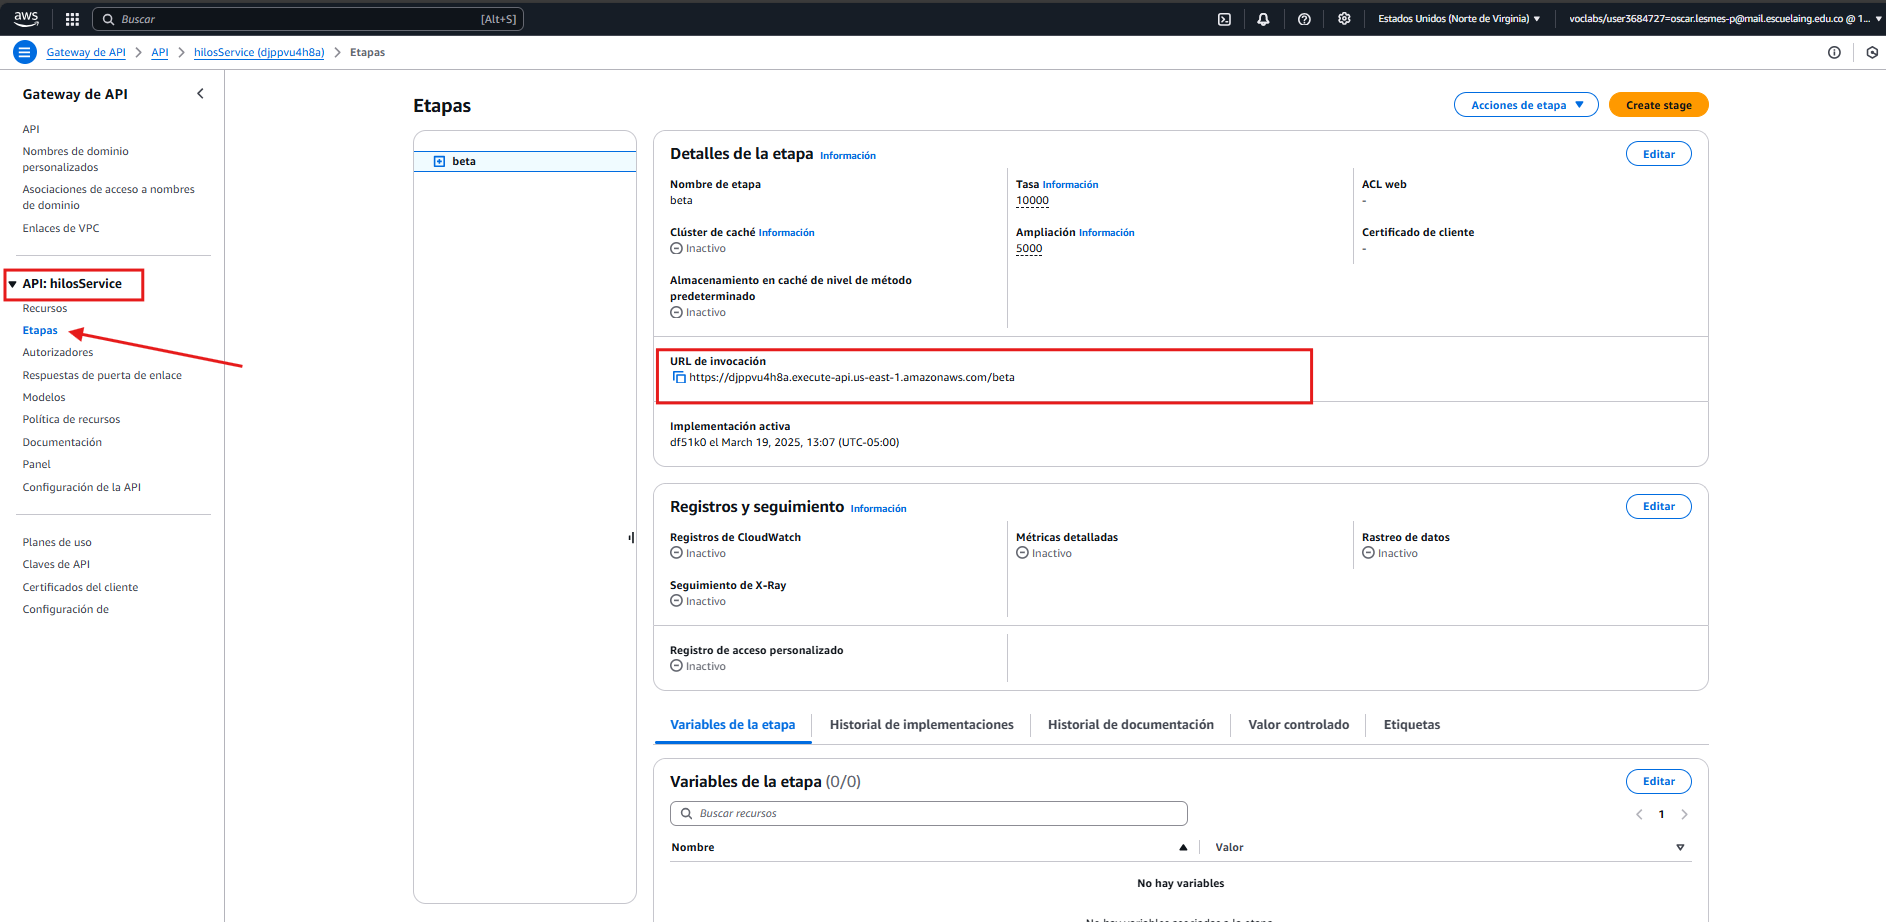 aws
Buscar [Alt+S]
Estados Unidos (Norte de Virginia)
voclabs/user3684727=oscar.lesmes-p@mail.escuelaing.edu.co @ 1...
Gateway de API > API > hilosService (djppvu4h8a) > Etapas
Gateway de API
API
Nombres de dominio
personalizados
Asociaciones de acceso a nombres
de dominio
Enlaces de VPC
API: hilosService
Recursos
Etapas
Autorizadores
Respuestas de puerta de enlace
Modelos
Política de recursos
Documentación
Panel
Configuración de la API
Planes de uso
Claves de API
Certificados del cliente
Configuración de
Etapas
Acciones de etapa
Create stage
beta
Detalles de la etapa Información
Editar
Nombre de etapa
beta
Clúster de caché Información
Inactivo
Almacenamiento en caché de nivel de método
predeterminado
Inactivo
Tasa Información
10000
Ampliación Información
5000
ACL web
-
Certificado de cliente
-
URL de invocación
https://djppvu4h8a.execute-api.us-east-1.amazonaws.com/beta
Implementación activa
df51k0 el March 19, 2025, 13:07 (UTC-05:00)
Registros y seguimiento Información
Editar
Registros de CloudWatch
Inactivo
Seguimiento de X-Ray
Inactivo
Métricas detalladas
Inactivo
Rastreo de datos
Inactivo
Registro de acceso personalizado
Inactivo
Variables de la etapa
Historial de implementaciones
Historial de documentación
Valor controlado
Etiquetas
Variables de la etapa (0/0)
Editar
Buscar recursos
1
Nombre
Valor
No hay variables